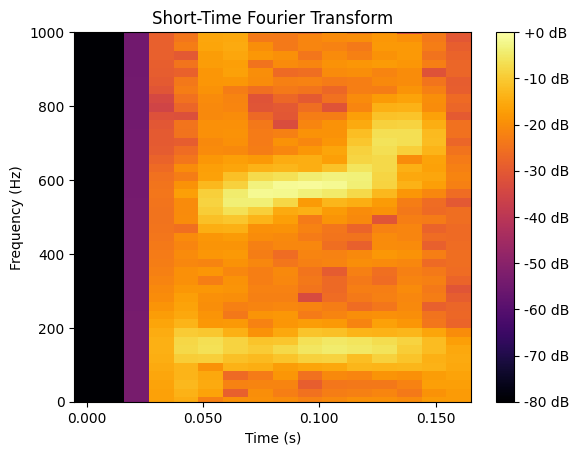 Short-Time Fourier Transform
Frequency (Hz)
1000
800
600
400
200
0
0.000
0.050
0.100
0.150
Time (s)
+0 dB
-10 dB
-20 dB
-30 dB
-40 dB
-50 dB
-60 dB
-70 dB
-80 dB